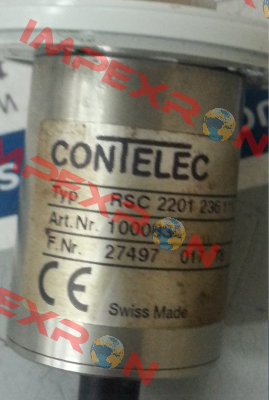 IMPEXRON
CONTELEC
Typ RSC 2201 236
Art.Nr. 1000
F.Nr. 27497
CE
Swiss Made
IMPEXRON